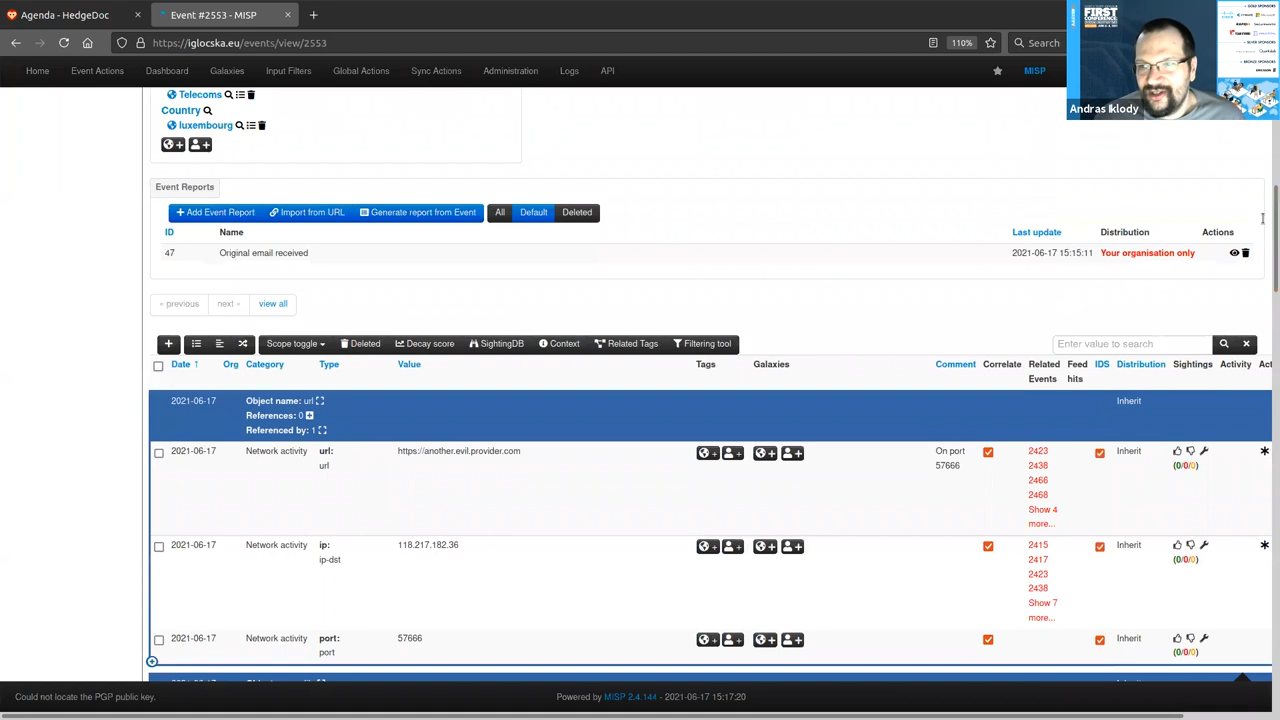 Agenda - HedgeDoc
Event #2553 - MISP
https://iglocska.eu/events/view/2553
110%
Search
Home Event Actions Dashboard Galaxies Input Filters Global Actions Sync Actions Administration Logs API MISP
FIRST
CONFERENCE
Andras Iklody
Telecoms
Country
luxembourg
Event Reports
Add Event Report Import from URL Generate report from Event All Default Deleted
ID Name Last update Distribution Actions
47 Original email received 2021-06-17 15:15:11 Your organisation only
« previous next » view all
Scope toggle Deleted Decay score SightingDB Context Related Tags Filtering tool Enter value to search
Date ↑ Org Category Type Value Tags Galaxies Comment Correlate Related Events Feed hits IDS Distribution Sightings Activity Act
2021-06-17 Object name: url Inherit
References: 0
Referenced by: 1
2021-06-17 Network activity url: https://another.evil.provider.com On port 2423 Inherit
url 57666 2438 (0/0/0)
2466
2468
Show 4
more...
2021-06-17 Network activity ip: 118.217.182.36 2415 Inherit
ip-dst 2417 (0/0/0)
2423
2438
Show 7
more...
2021-06-17 Network activity port: 57666 Inherit
port (0/0/0)
Could not locate the PGP public key. Powered by MISP 2.4.144 - 2021-06-17 15:17:20